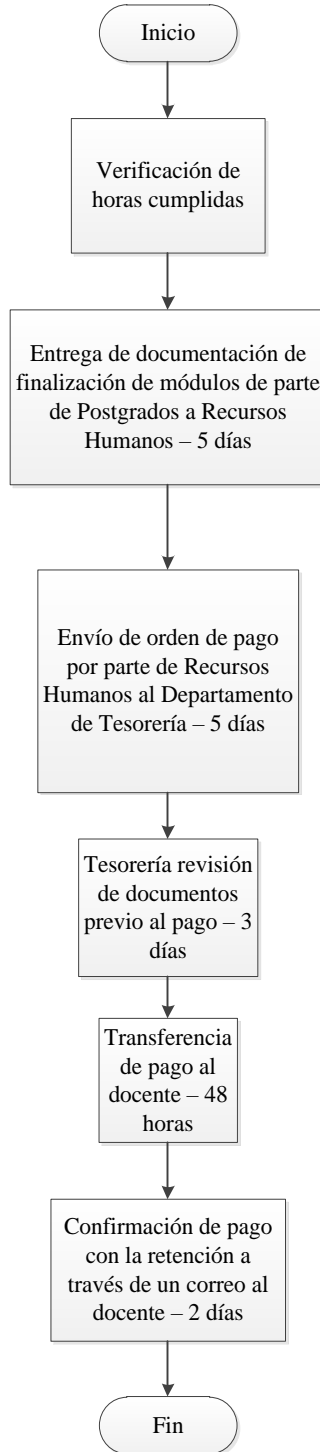 Inicio
Verificación de
horas cumplidas
Entrega de documentación de
finalización de módulos de parte
de Postgrados a Recursos
Humanos – 5 días
Envío de orden de pago
por parte de Recursos
Humanos al Departamento
de Tesorería – 5 días
Tesorería revisión
de documentos
previo al pago – 3
días
Transferencia
de pago al
docente – 48
horas
Confirmación de pago
con la retención a
través de un correo al
docente – 2 días
Fin